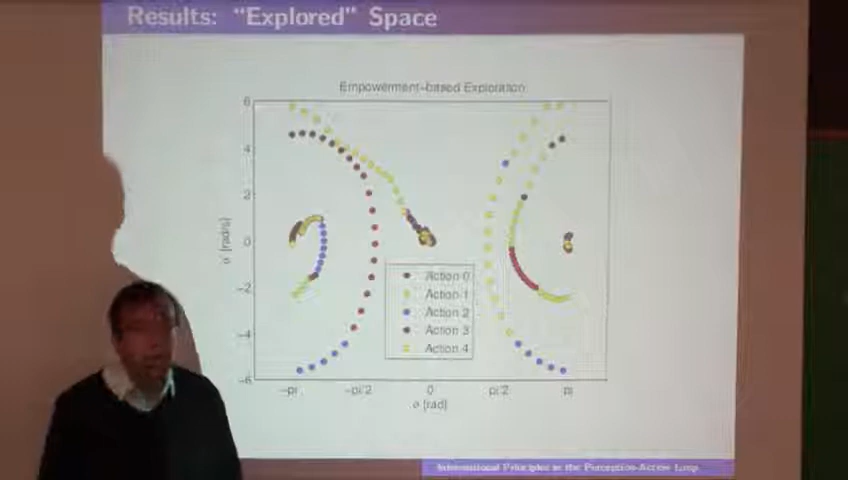 Results: “Explored” Space
Empowerment-based Exploration
6
4
2
0
-2
-4
-6
[rad/s]
Action 0
Action 1
Action 2
Action 3
Action 4
-pi
-pi/2
0
pi/2
pi
[rad]
Informational Principles in the Perception-Action Loop